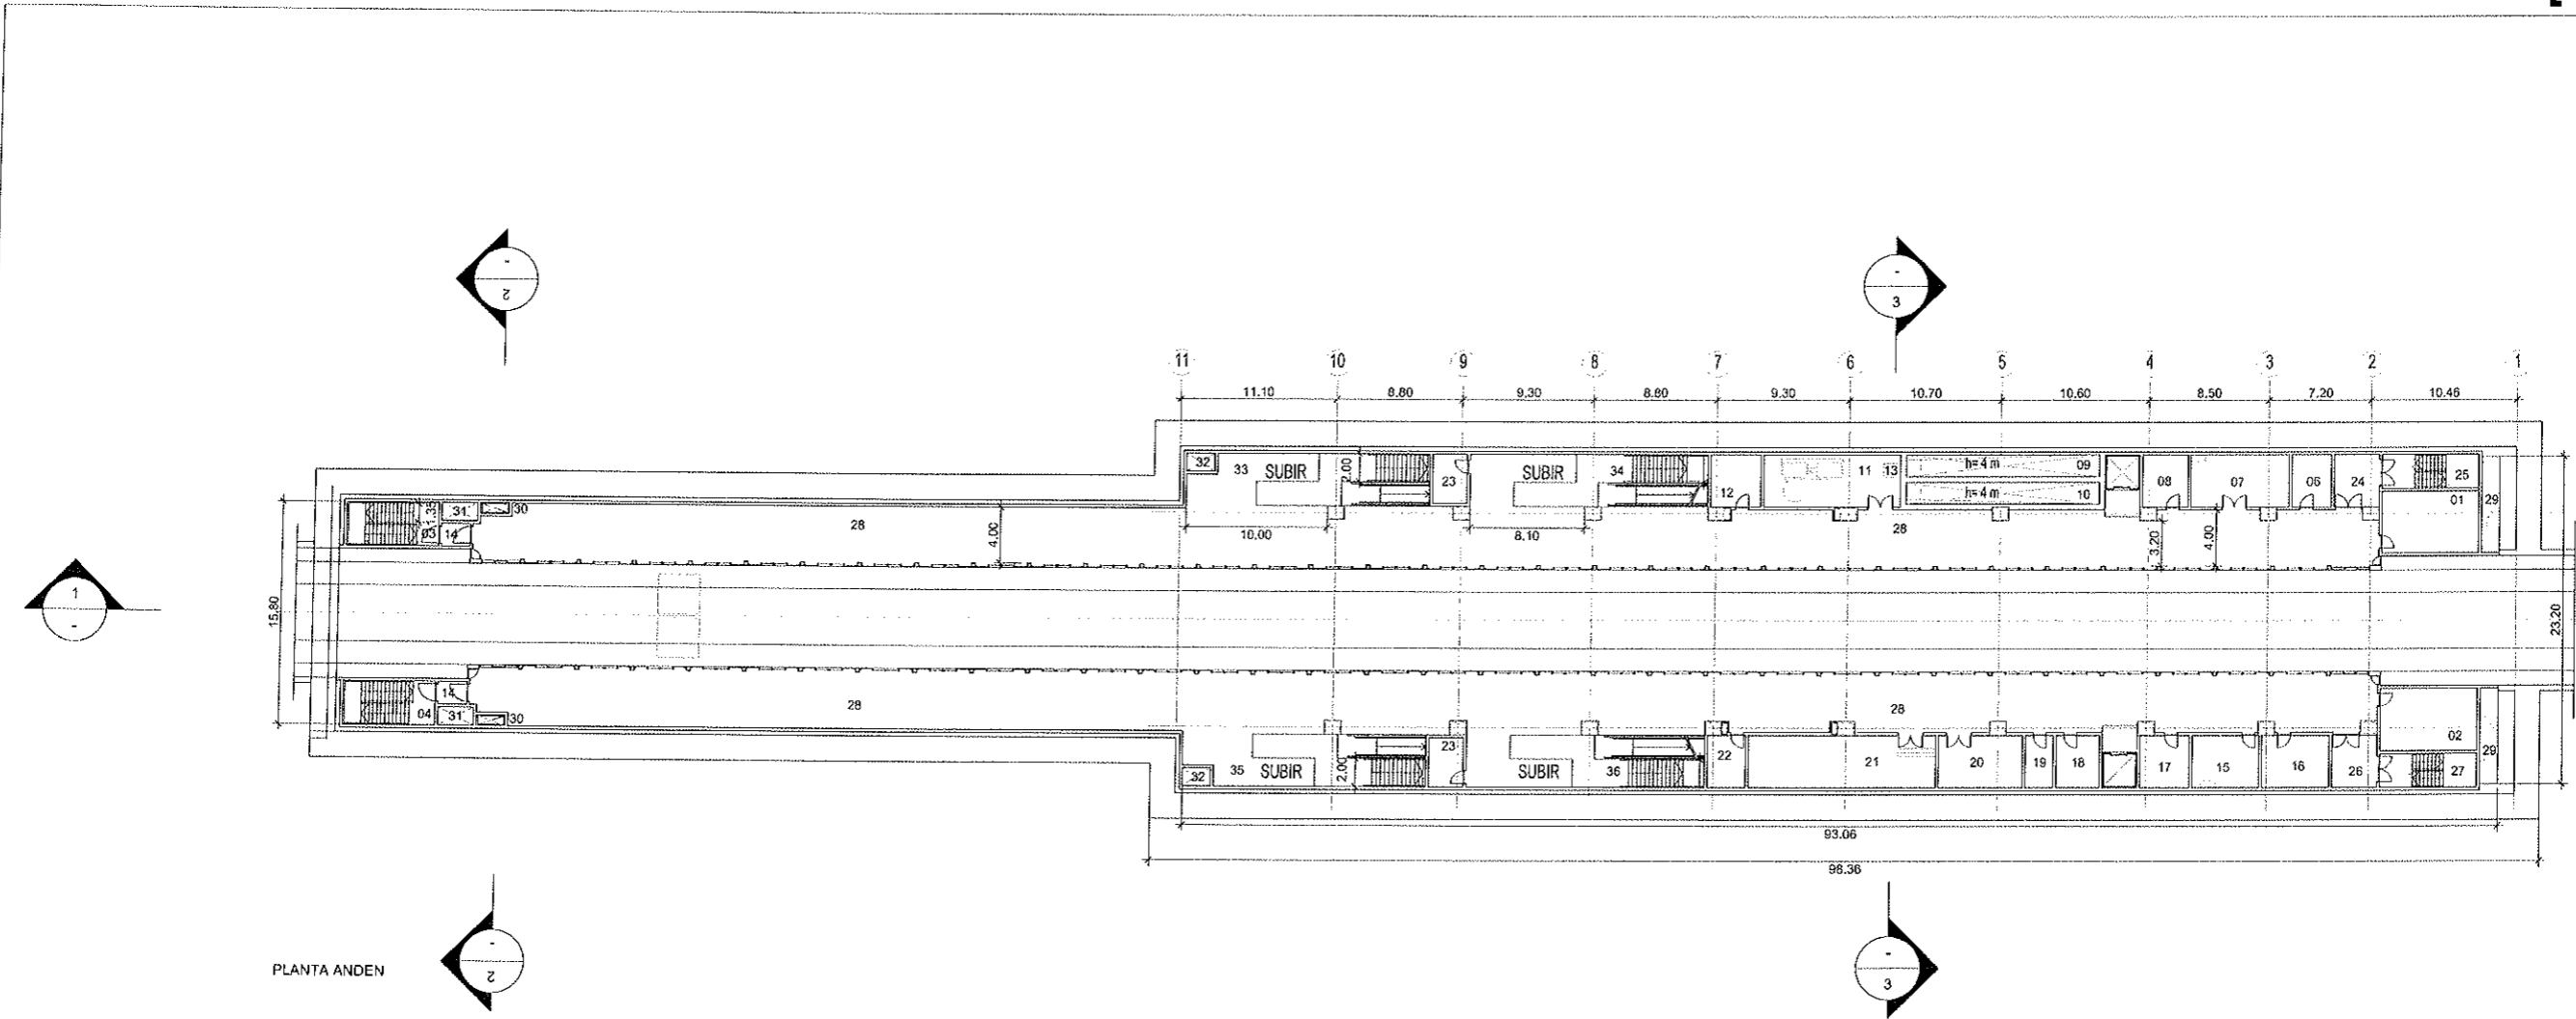 -
2
-
3
11 10 9 8 7 6 5 4 3 2 1
11.10 8.80 9.30 8.80 9.30 10.70 10.60 8.50 7.20 10.46
32 33 SUBIR 2.00 23 SUBIR 34 12 11 13 h= 4 m 09 08 07 06 24 25
h= 4 m 10 01 29
31 30 1.35 03 14 28 4.00 10.00 8.10 28 3.20 4.00
1
-
15.80 23.20
14 04 31 30 28 28 02 29
32 35 SUBIR 2.00 23 SUBIR 36 22 21 20 19 18 17 15 16 26 27
93.06
98.36
PLANTA ANDEN
-
2
-
3